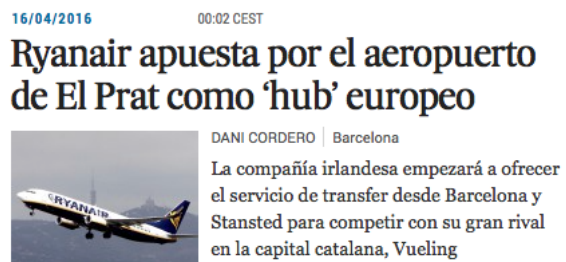 16/04/2016 00:02 CEST
Ryanair apuesta por el aeropuerto
de El Prat como ‘hub’ europeo
DANI CORDERO Barcelona
La compañía irlandesa empezará a ofrecer
el servicio de transfer desde Barcelona y
Stansted para competir con su gran rival
en la capital catalana, Vueling
RYANAIR